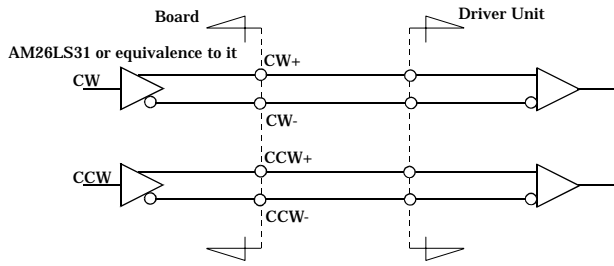 Board
Driver Unit
AM26LS31 or equivalence to it
CW
CW+
CW-
CCW
CCW+
CCW-